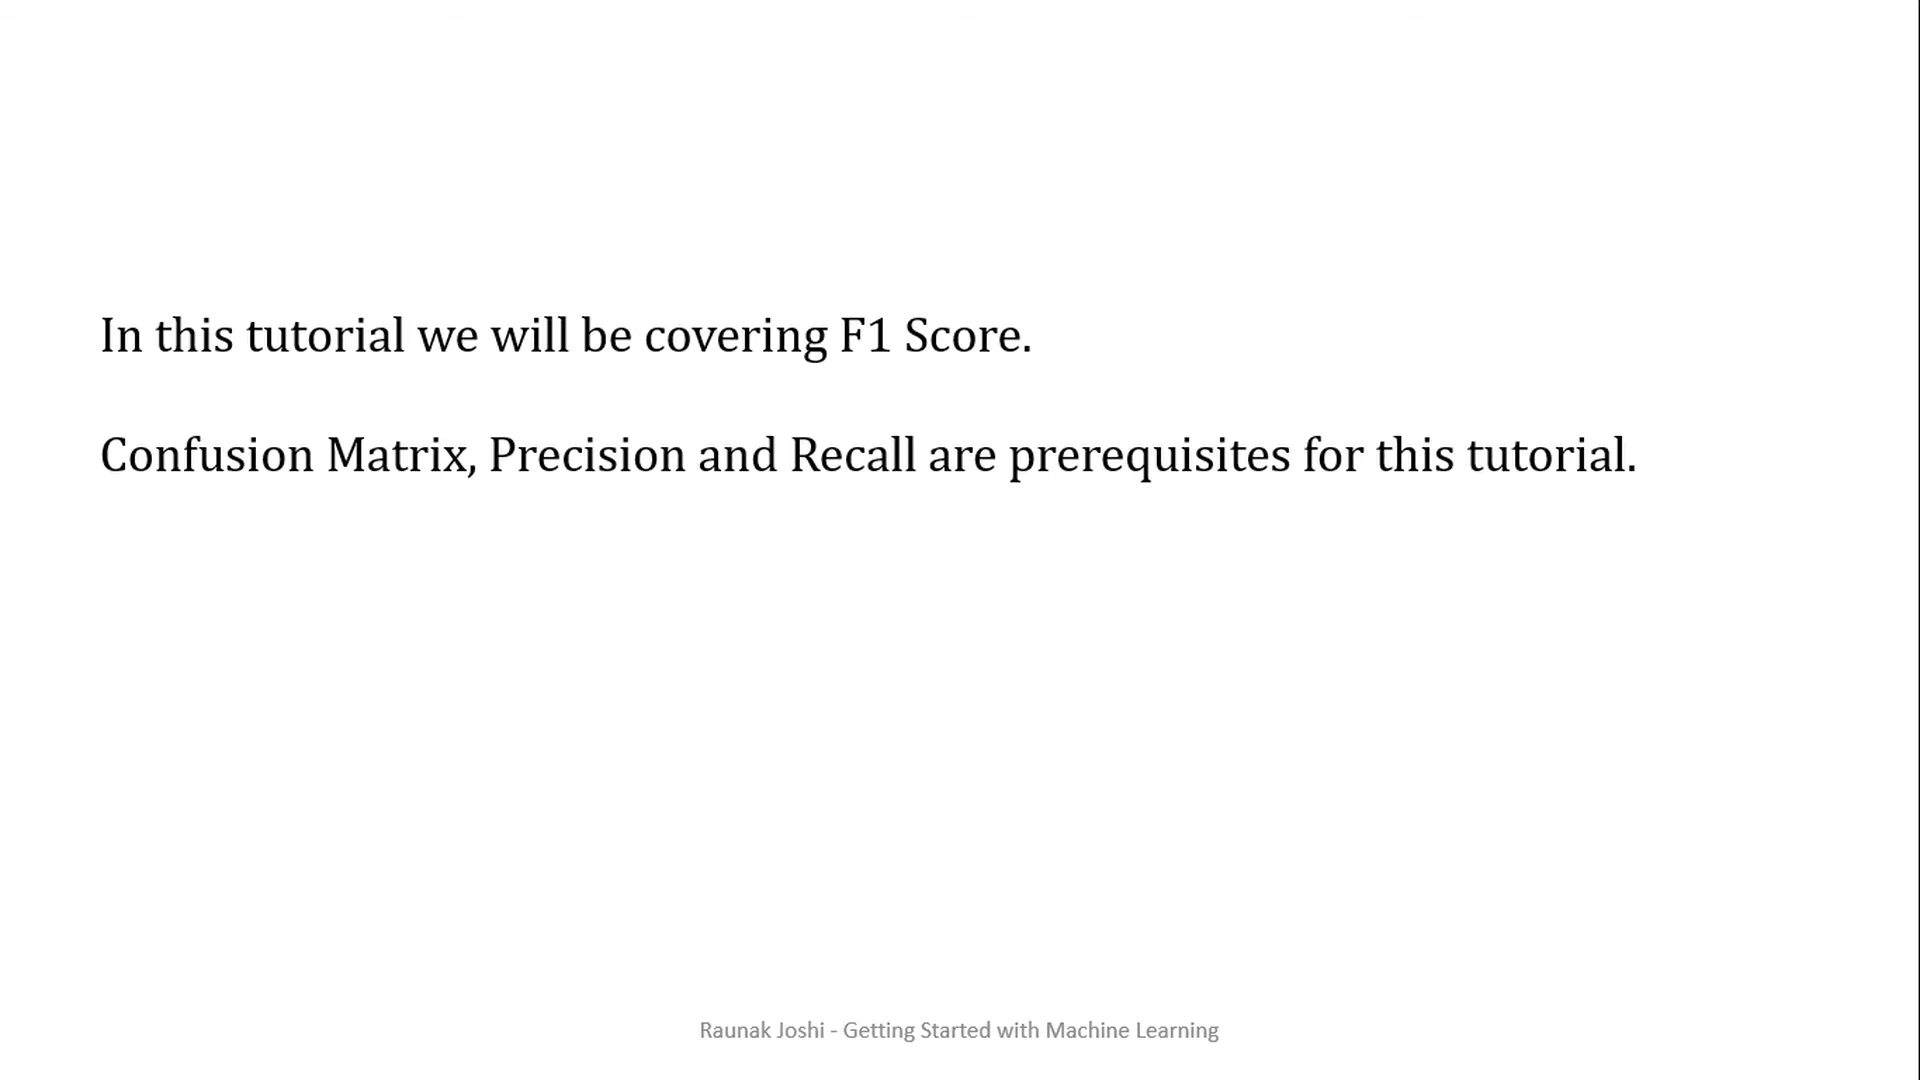 In this tutorial we will be covering F1 Score.
Confusion Matrix, Precision and Recall are prerequisites for this tutorial.
Raunak Joshi - Getting Started with Machine Learning